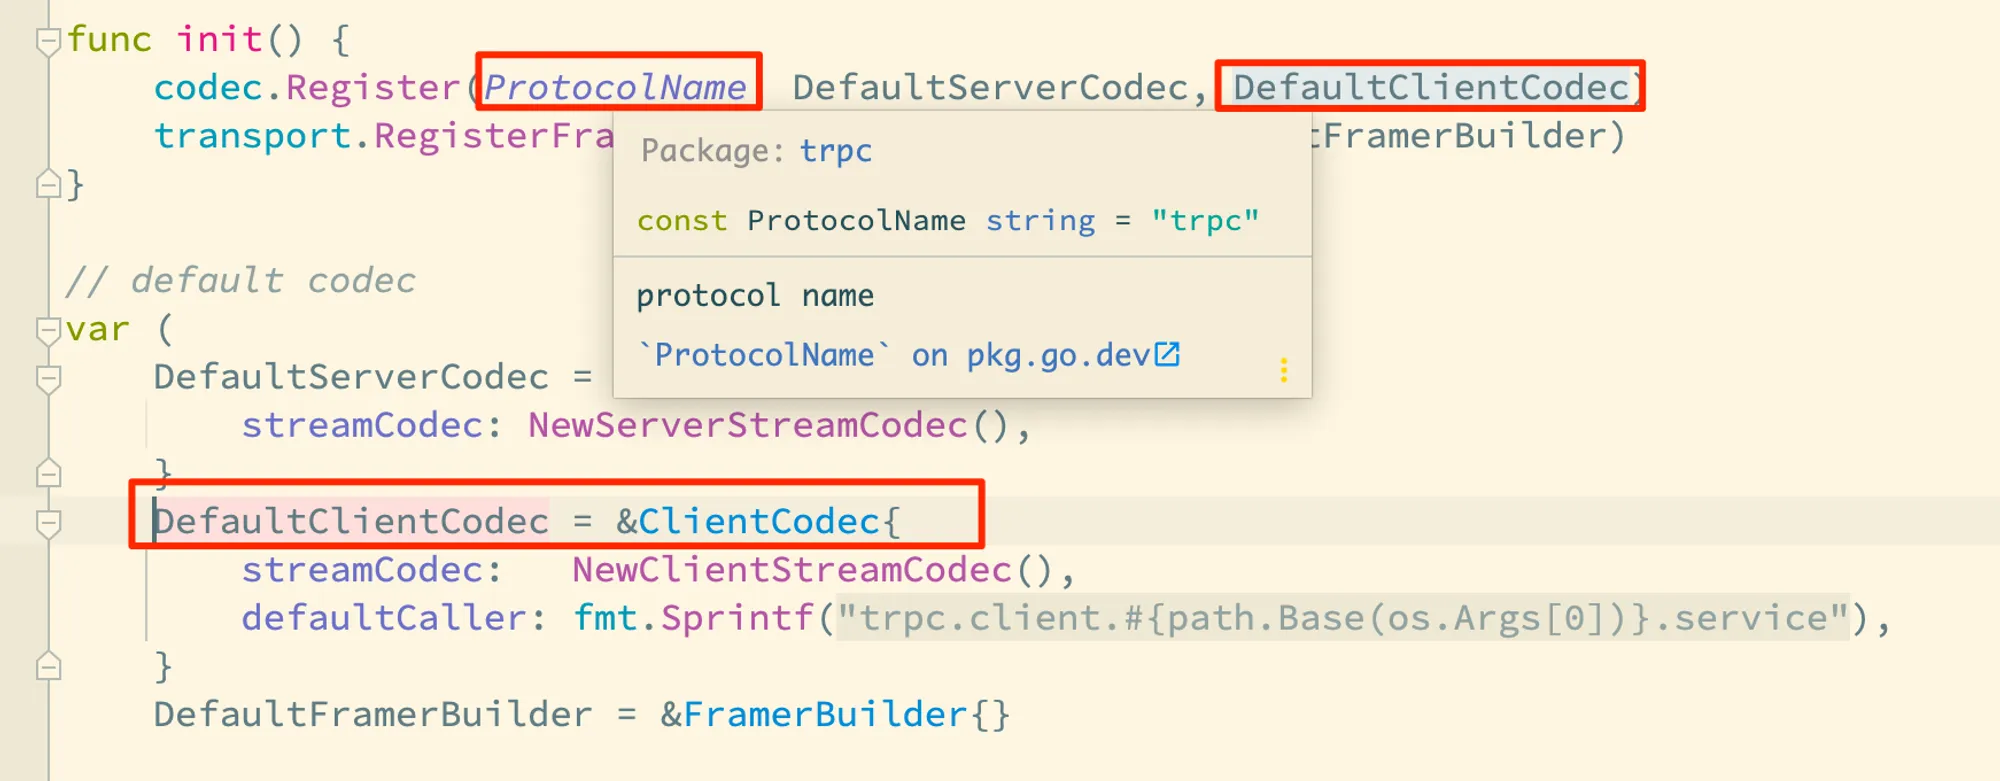 func init() {
codec.Register(ProtocolName DefaultServerCodec, DefaultClientCodec)
transport.RegisterFra tFramerBuilder)
}
Package: trpc
const ProtocolName string = "trpc"
protocol name
`ProtocolName` on pkg.go.dev
// default codec
var (
DefaultServerCodec =
streamCodec: NewServerStreamCodec(),
}
DefaultClientCodec = &ClientCodec{
streamCodec: NewClientStreamCodec(),
defaultCaller: fmt.Sprintf("trpc.client.#{path.Base(os.Args[0])}.service"),
}
DefaultFramerBuilder = &FramerBuilder{}